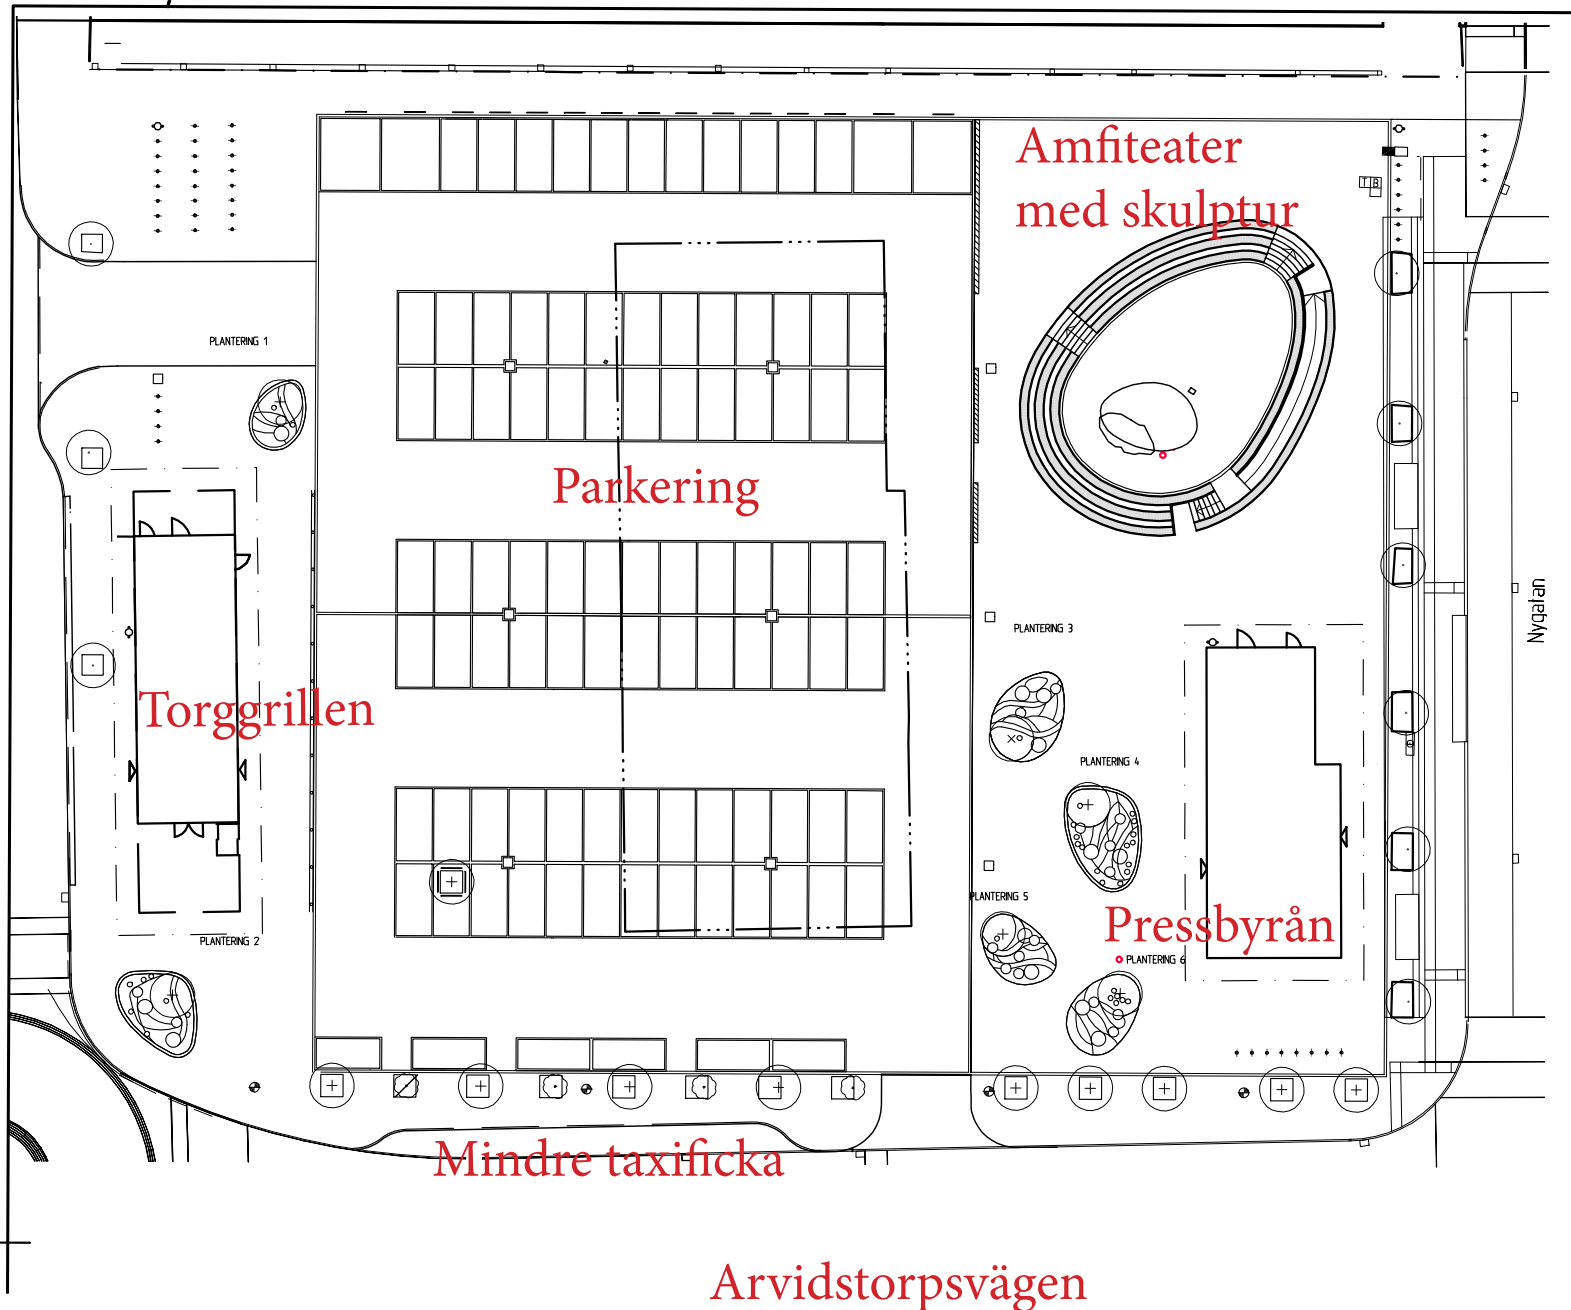 Amfiteater
med skulptur
T B
PLANTERING 1
Parkering
Nygatan
PLANTERING 3
Torggrillen
PLANTERING 4
PLANTERING 5
Pressbyrån
PLANTERING 2
PLANTERING 6
Mindre taxificka
Arvidstorpsvägen